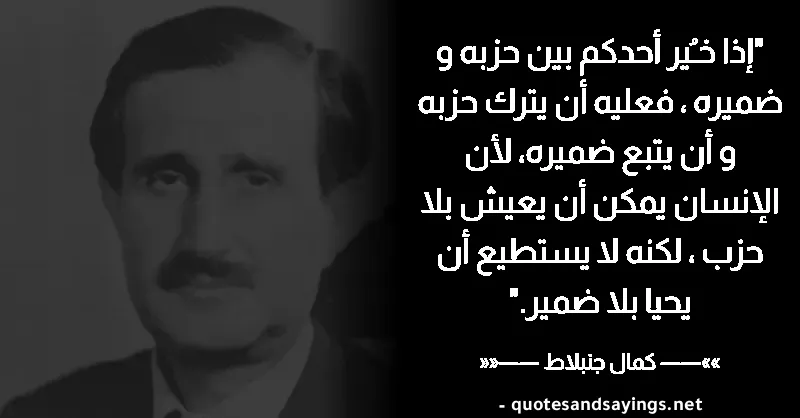 "إذا خـُير أحدكم بين حزبه و
ضميره ، فعليه أن يترك حزبه
و أن يتبع ضميره، لأن
الإنسان يمكن أن يعيش بلا
حزب ، لكنه لا يستطيع أن
يحيا بلا ضمير."
»»—— كمال جنبلاط ——««
- quotesandsayings.net